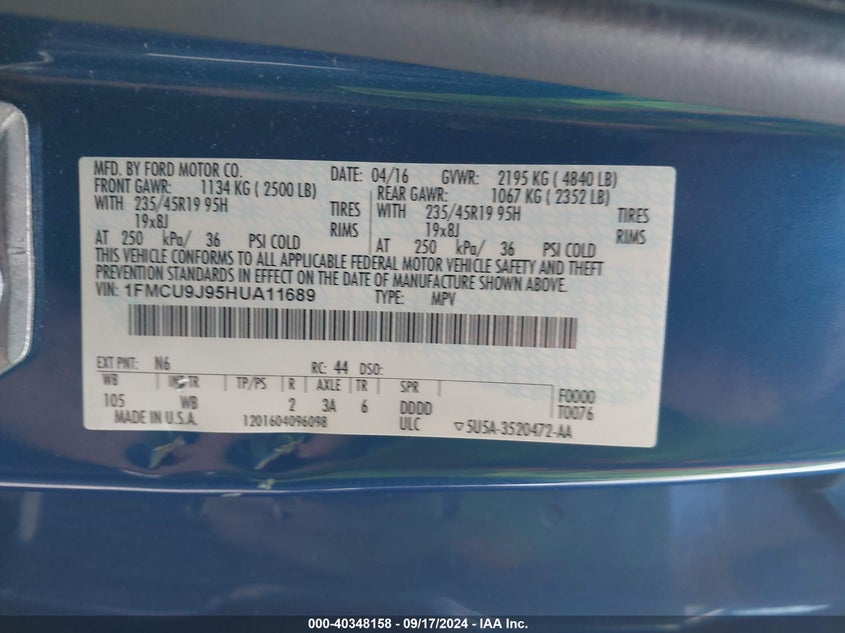 MFD. BY FORD MOTOR CO. DATE: 04/16 GVWR: 2195 KG ( 4840 LB)
FRONT GAWR: 1134 KG ( 2500 LB) REAR GAWR: 1067 KG ( 2352 LB)
WITH 235/45R19 95H TIRES WITH 235/45R19 95H TIRES
19x8J RIMS 19x8J RIMS
AT 250 kPa/ 36 PSI COLD AT 250 kPa/ 36 PSI COLD
THIS VEHICLE CONFORMS TO ALL APPLICABLE FEDERAL MOTOR VEHICLE SAFETY AND THEFT
PREVENTION STANDARDS IN EFFECT ON THE DATE OF MANUFACTURE SHOWN ABOVE.
VIN: 1FMCU9J95HUA11689 TYPE: MPV
EXT PNT: N6 RC: 44 DSO:
WB TR TP/PS R AXLE TR SPR
105 WB 2 3A 6 DDDD F0000
MADE IN U.S.A. 1201604096098 ULC ▽5U5A-3520472-AA T0076
000-40348158 - 09/17/2024 - IAA Inc.